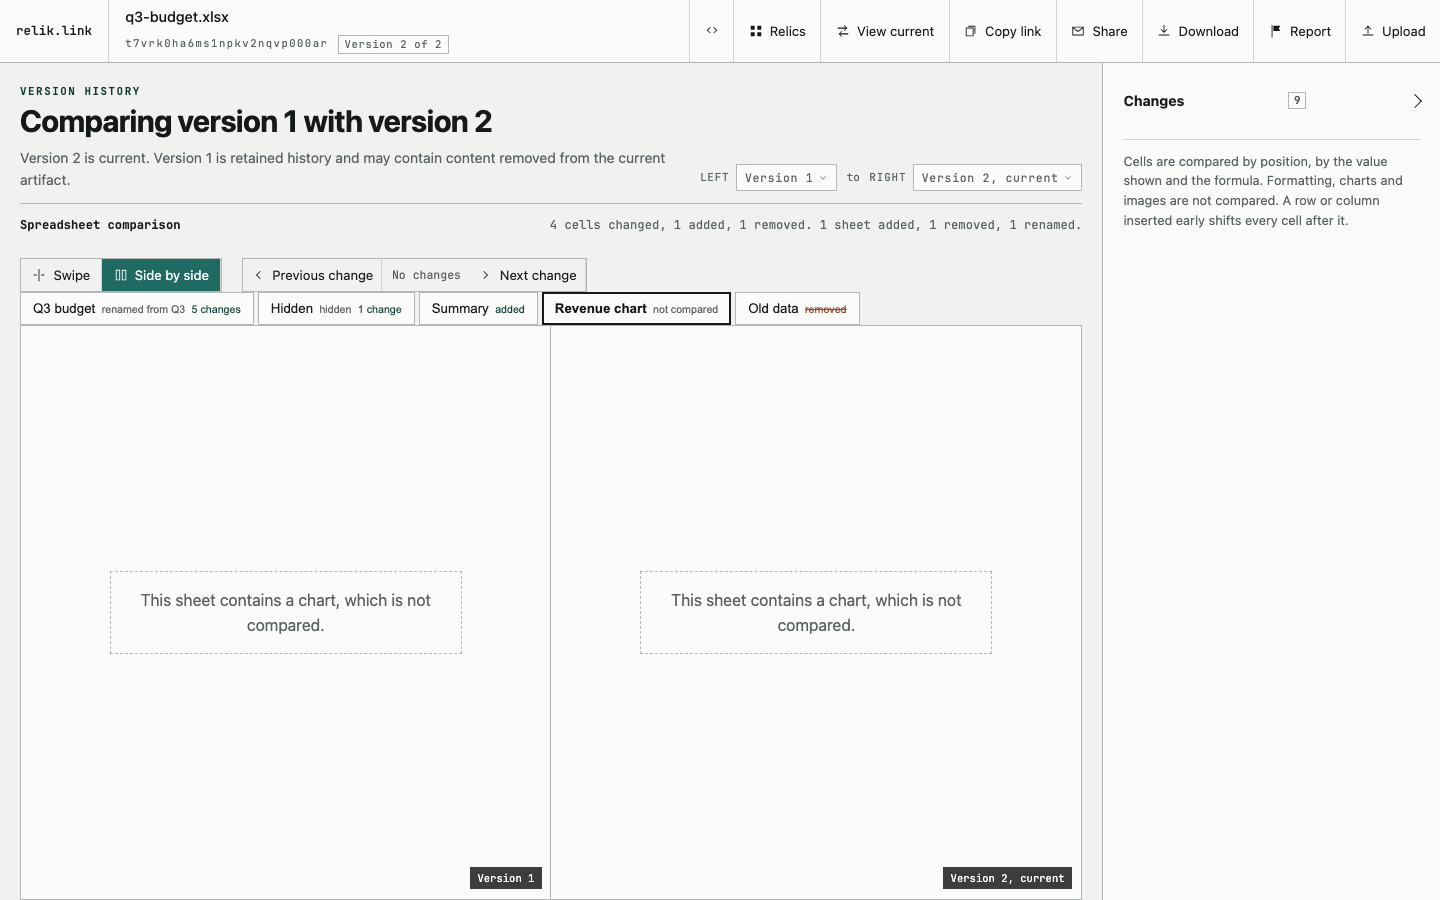 relik.link
q3-budget.xlsx
t7vrk0ha6ms1npkv2nqvp000ar Version 2 of 2
Relics
View current
Copy link
Share
Download
Report
Upload
VERSION HISTORY
Comparing version 1 with version 2
Version 2 is current. Version 1 is retained history and may contain content removed from the current
artifact.
LEFT Version 1 to RIGHT Version 2, current
Spreadsheet comparison
4 cells changed, 1 added, 1 removed. 1 sheet added, 1 removed, 1 renamed.
Swipe
Side by side
Previous change
No changes
Next change
Q3 budget renamed from Q3 5 changes
Hidden hidden 1 change
Summary added
Revenue chart not compared
Old data removed
This sheet contains a chart, which is not
compared.
Version 1
This sheet contains a chart, which is not
compared.
Version 2, current
Changes 9
Cells are compared by position, by the value
shown and the formula. Formatting, charts and
images are not compared. A row or column
inserted early shifts every cell after it.